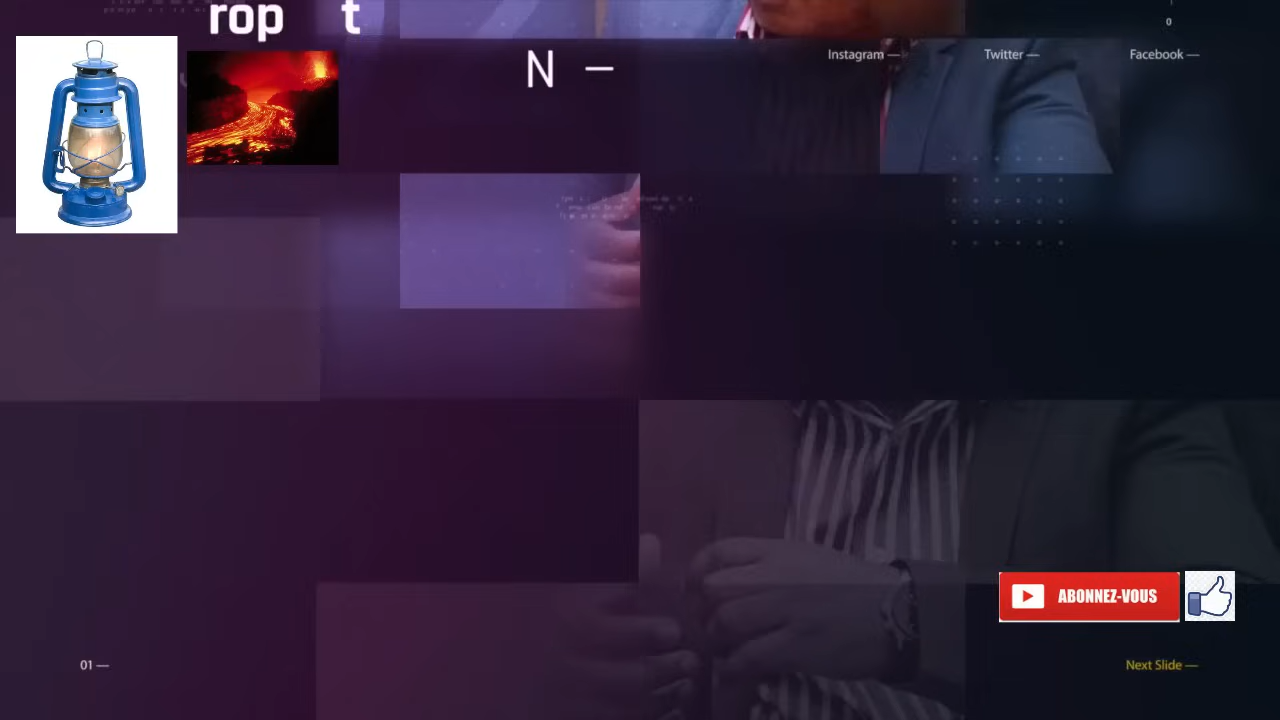 rop t
0
N —
Instagram —
Twitter —
Facebook —
ABONNEZ-VOUS
01 —
Next Slide —